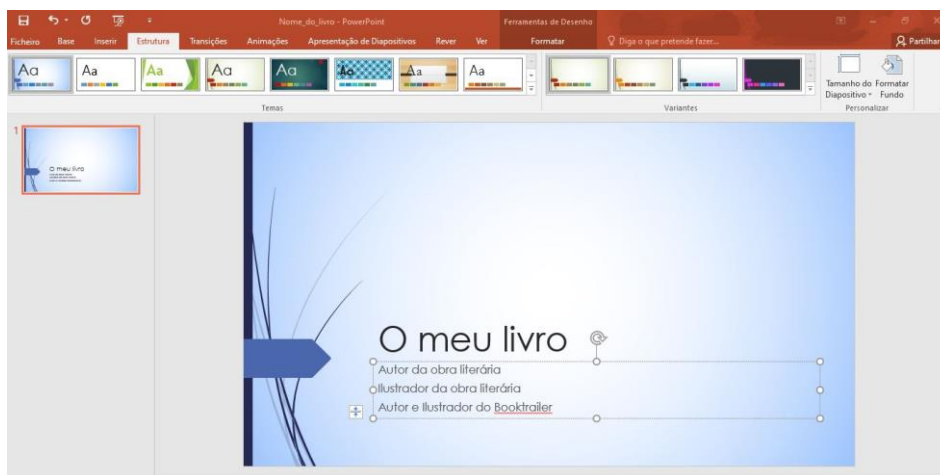 Nome_do_livro - PowerPoint
Ferramentas de Desenho
Ficheiro Base Inserir Estrutura Transições Animações Apresentação de Diapositivos Rever Ver Formatar Diga o que pretende fazer... Partilhar
Aa Aa Aa Aa Aa Aa Aa Aa
Tamanho do Diapositivo
Formatar Fundo
Temas Variantes Personalizar
1
O meu livro
O meu livro
Autor da obra literária
Ilustrador da obra literária
Autor e Ilustrador do Booktrailer